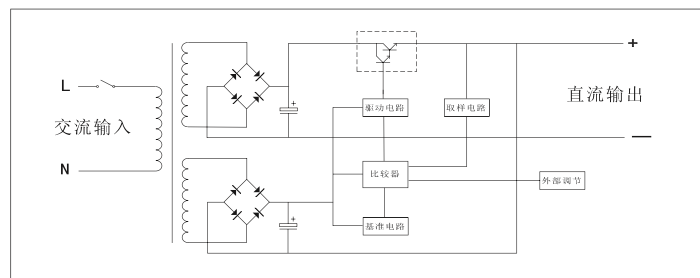 L
交流输入
N
驱动电路
取样电路
比较器
基准电路
外部调节
+
直流输出
—
+
+